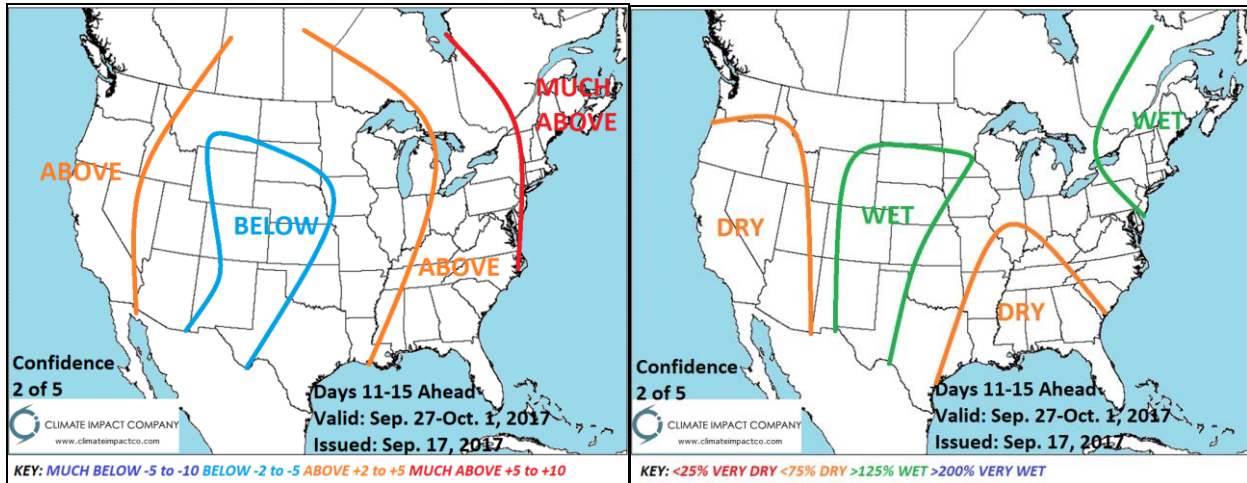 MUCH
ABOVE
ABOVE
BELOW
ABOVE
Confidence
2 of 5
Days 11-15 Ahead
Valid: Sep. 27-Oct. 1, 2017
Issued: Sep. 17, 2017
CLIMATE IMPACT COMPANY
www.climateimpactco.com
KEY: MUCH BELOW -5 to -10 BELOW -2 to -5 ABOVE +2 to +5 MUCH ABOVE +5 to +10
WET
DRY
WET
DRY
Confidence
2 of 5
Days 11-15 Ahead
Valid: Sep. 27-Oct. 1, 2017
Issued: Sep. 17, 2017
CLIMATE IMPACT COMPANY
www.climateimpactco.com
KEY: <25% VERY DRY <75% DRY >125% WET >200% VERY WET